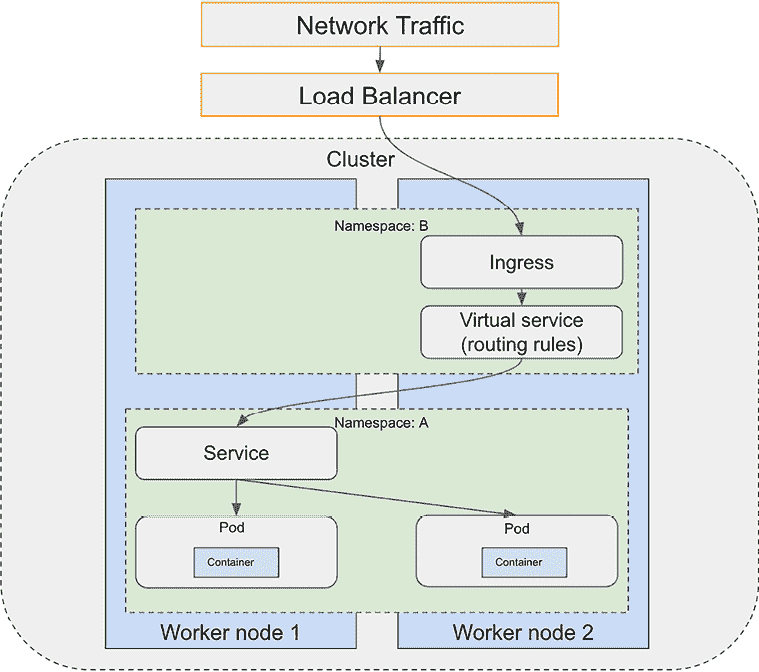 Network Traffic
Load Balancer
Cluster
Namespace: B
Ingress
Virtual service
(routing rules)
Namespace: A
Service
Pod
Container
Pod
Container
Worker node 1
Worker node 2